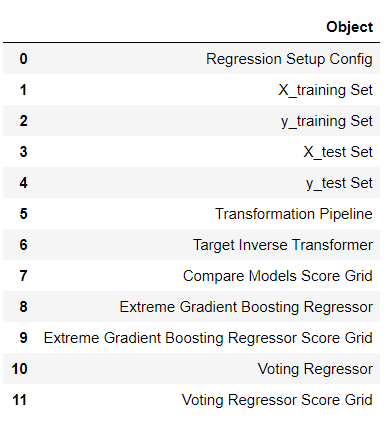 Object
0 Regression Setup Config
1 X_training Set
2 y_training Set
3 X_test Set
4 y_test Set
5 Transformation Pipeline
6 Target Inverse Transformer
7 Compare Models Score Grid
8 Extreme Gradient Boosting Regressor
9 Extreme Gradient Boosting Regressor Score Grid
10 Voting Regressor
11 Voting Regressor Score Grid